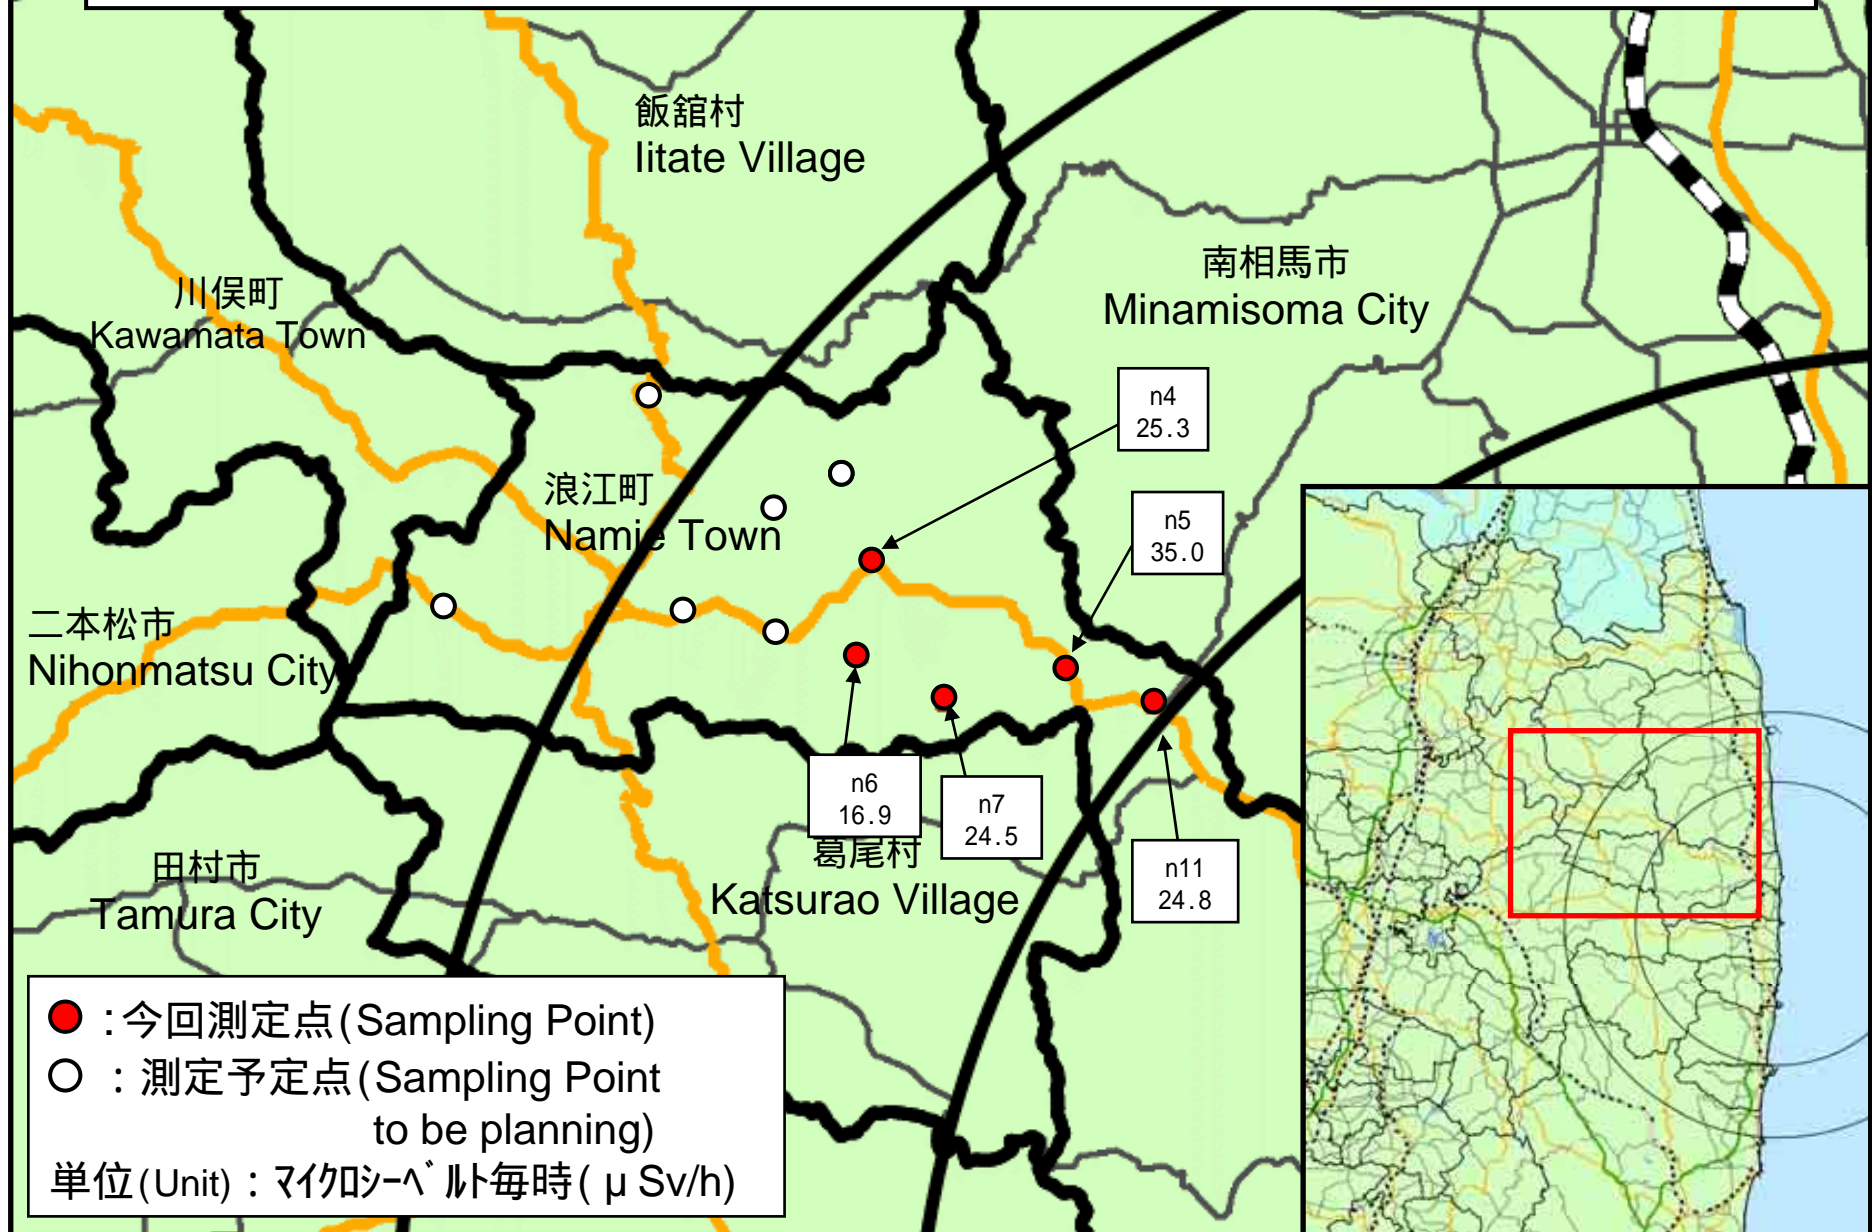 飯舘村
Iitate Village
南相馬市
Minamisoma City
川俣町
Kawamata Town
n4
25.3
浪江町
Namie Town
n5
35.0
二本松市
Nihonmatsu City
n6
16.9
n7
24.5
n11
24.8
葛尾村
Katsurao Village
田村市
Tamura City
:今回測定点(Sampling Point)
: 測定予定点(Sampling Point
to be planning)
単位(Unit) : マイクロシーベルト毎時( μ Sv/h)